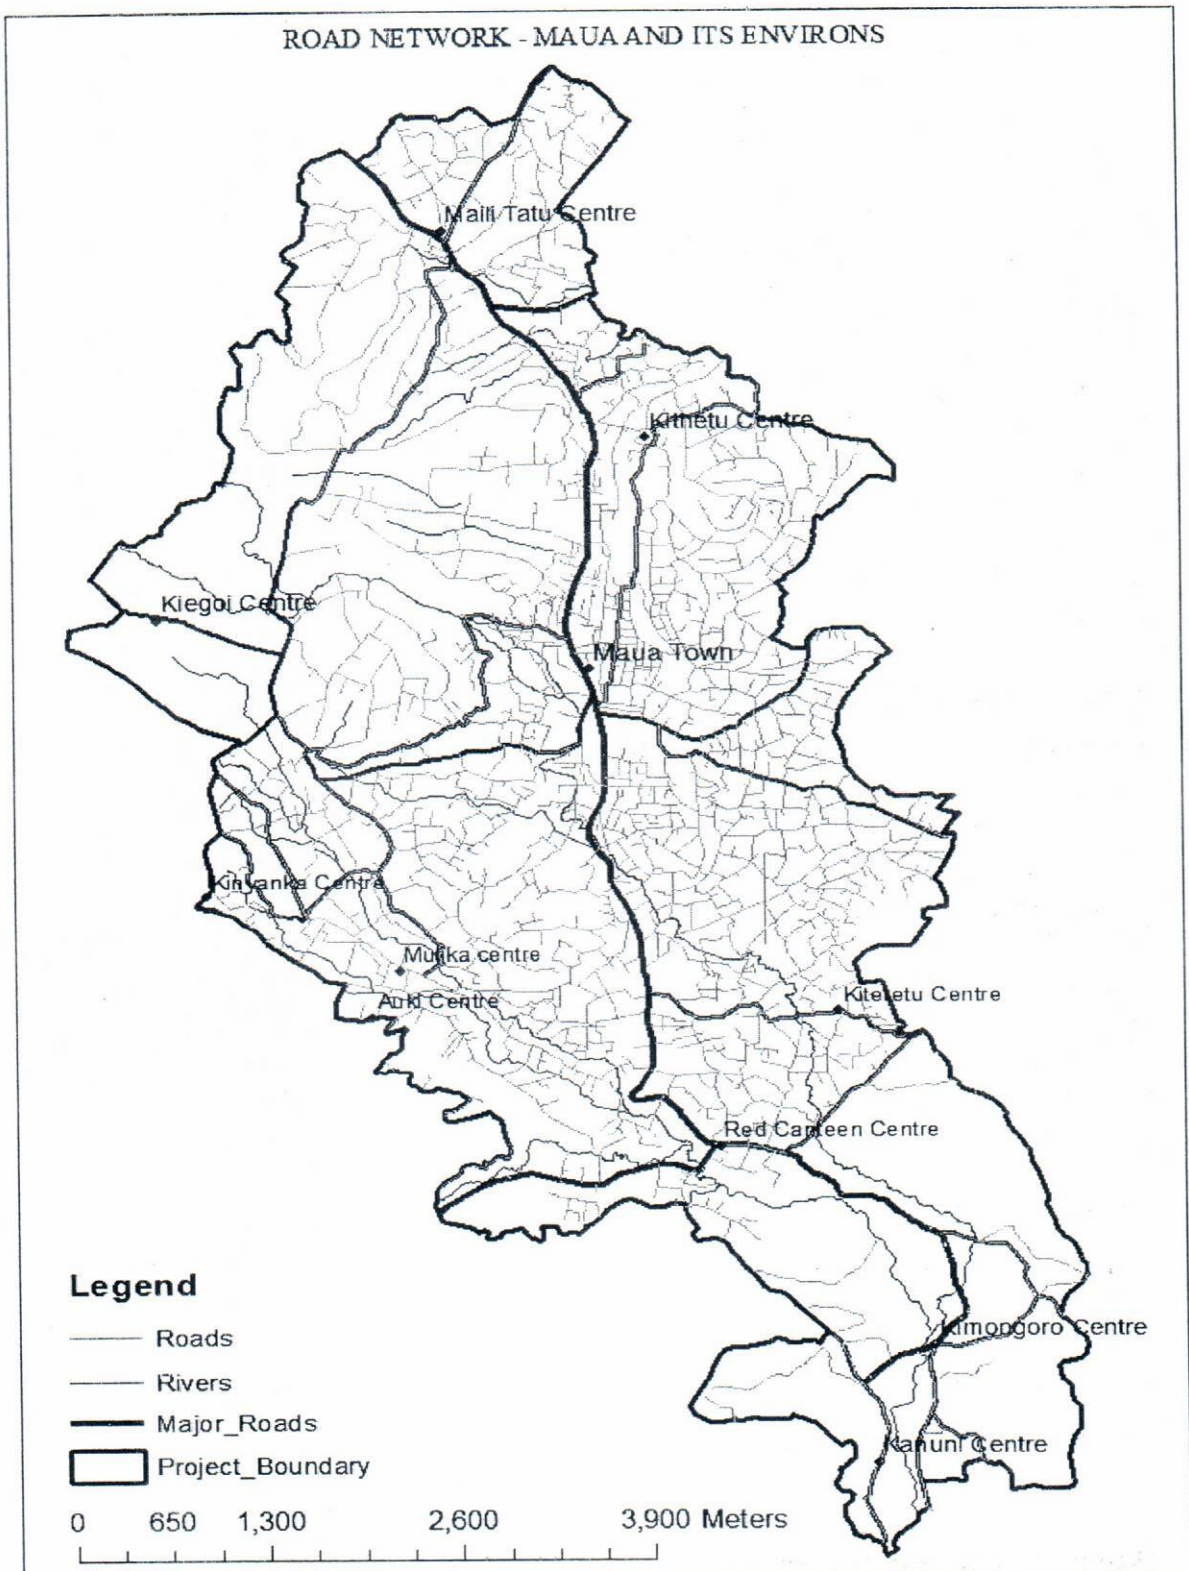 ROAD NETWORK - MAUA AND ITS ENVIRONS
Maili Tatu Centre
Kithetu Centre
Kiegoi Centre
Maua Town
Kinyanka Centre
Mutika centre
Auki Centre
Kiteretu Centre
Red Canteen Centre
Kimongoro Centre
Kanuni Centre
Legend
Roads
Rivers
Major_Roads
Project_Boundary
0 650 1,300 2,600 3,900 Meters